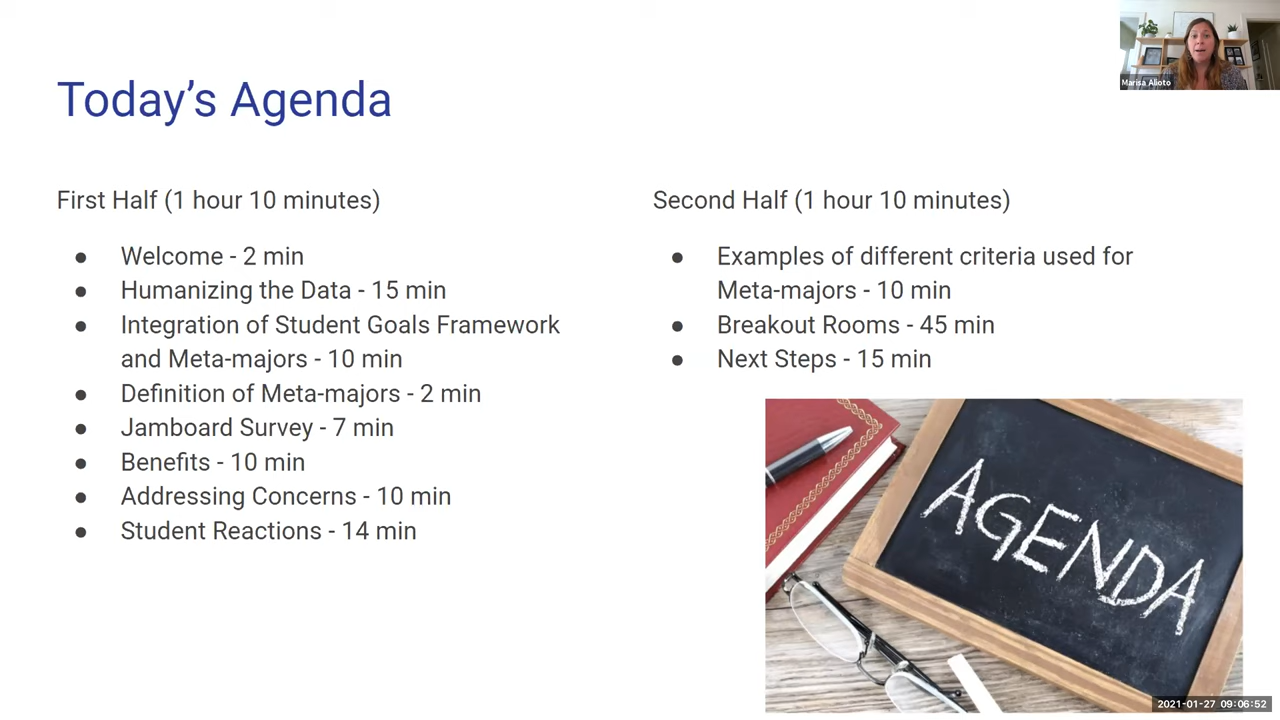 Marisa Alioto
Today's Agenda
First Half (1 hour 10 minutes)
● Welcome - 2 min
● Humanizing the Data - 15 min
● Integration of Student Goals Framework
and Meta-majors - 10 min
● Definition of Meta-majors - 2 min
● Jamboard Survey - 7 min
● Benefits - 10 min
● Addressing Concerns - 10 min
● Student Reactions - 14 min
Second Half (1 hour 10 minutes)
● Examples of different criteria used for
Meta-majors - 10 min
● Breakout Rooms - 45 min
● Next Steps - 15 min
AGENDA
2021-01-27 09:06:52